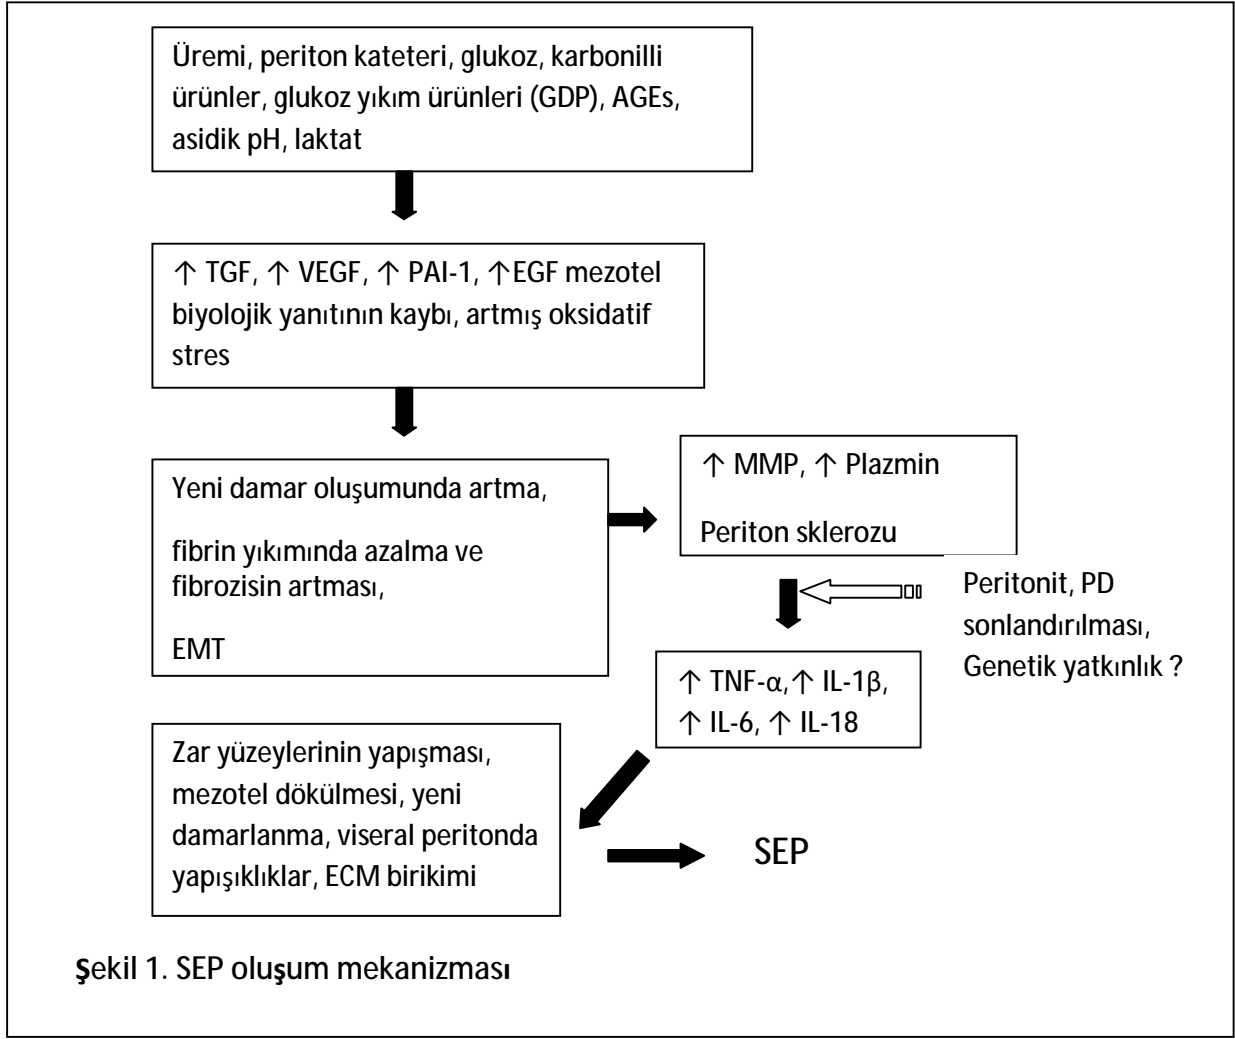 Üremi, periton kateteri, glukoz, karbonilli
ürünler, glukoz yıkım ürünleri (GDP), AGEs,
asidik pH, laktat
↑ TGF, ↑ VEGF, ↑ PAI-1, ↑EGF mezotel
biyolojik yanıtının kaybı, artmış oksidatif
stres
Yeni damar oluşumunda artma,
fibrin yıkımında azalma ve
fibrozisin artması,
EMT
↑ MMP, ↑ Plazmin
Periton sklerozu
Peritonit, PD
sonlandırılması,
Genetik yatkınlık ?
↑ TNF-α,↑ IL-1β,
↑ IL-6, ↑ IL-18
Zar yüzeylerinin yapışması,
mezotel dökülmesi, yeni
damarlanma, viseral peritonda
yapışıklıklar, ECM birikimi
SEP
Şekil 1. SEP oluşum mekanizması